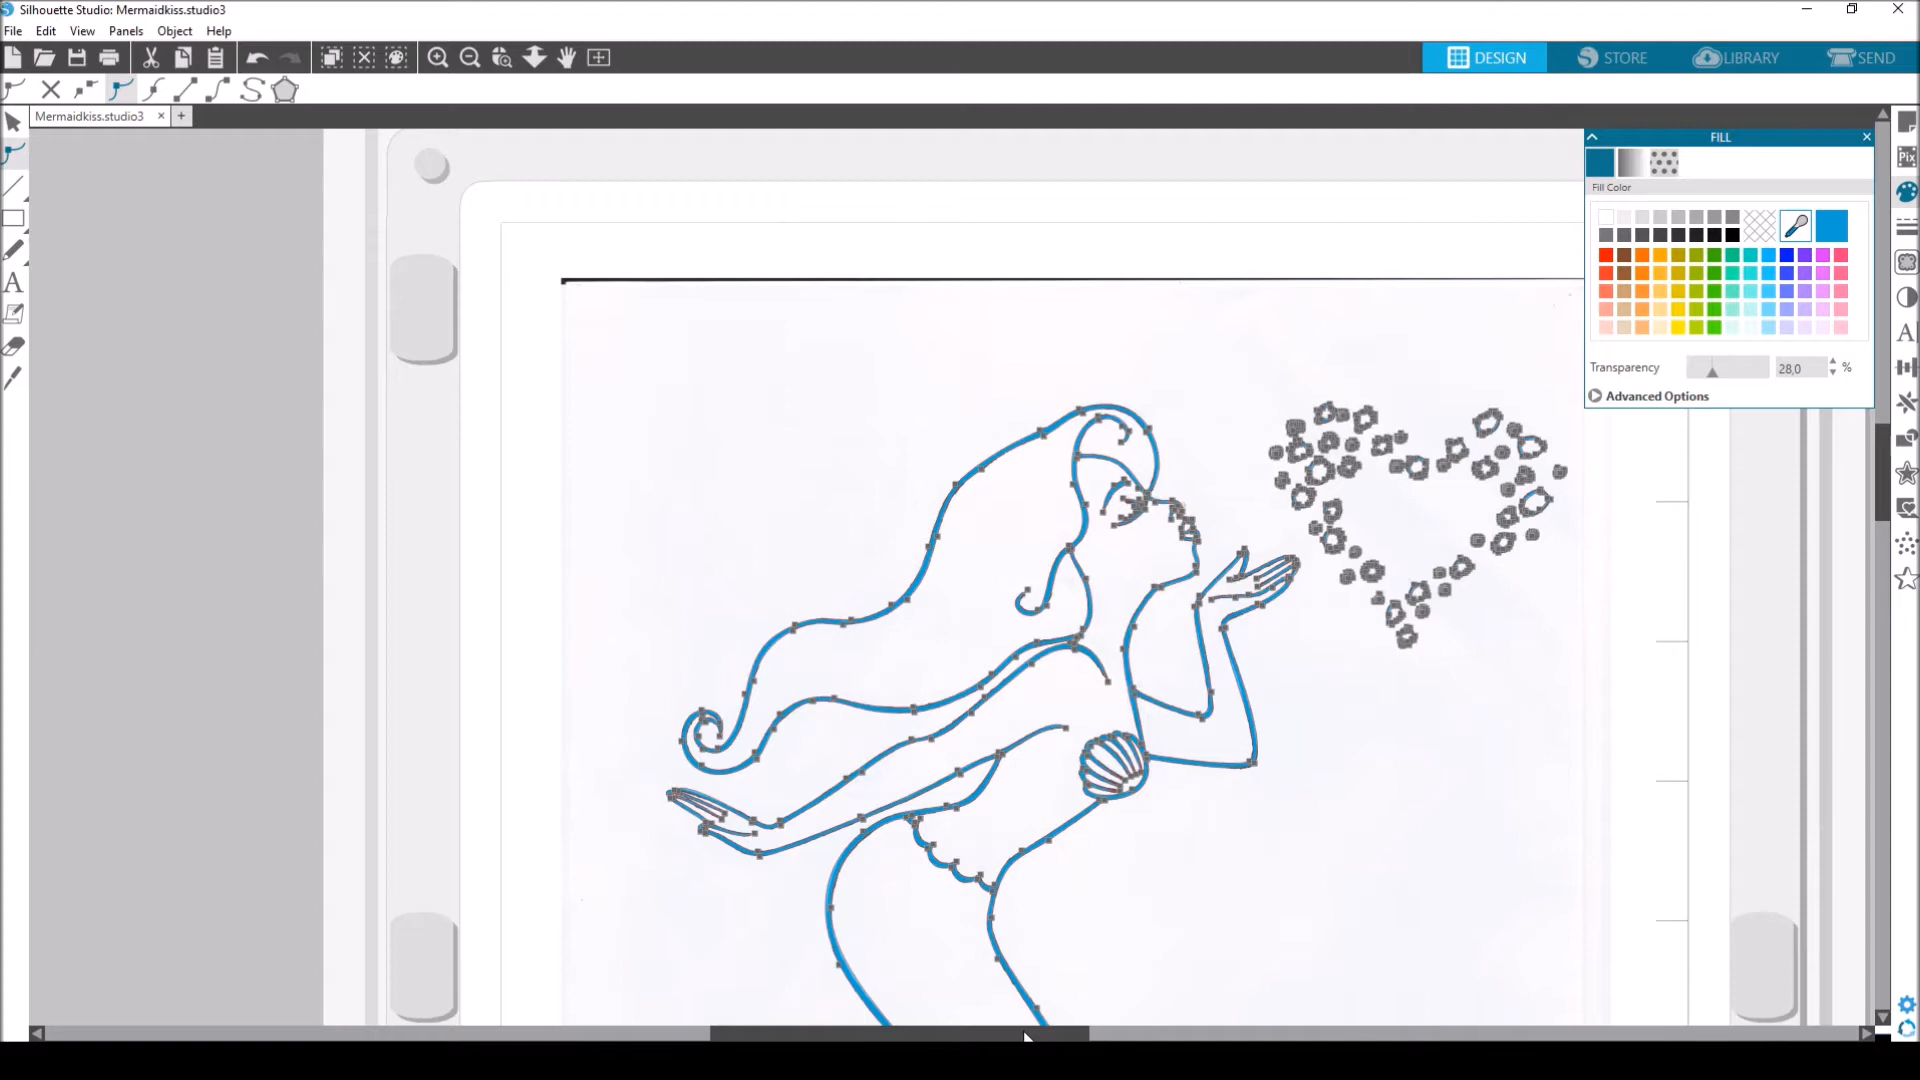 Silhouette Studio: Mermaidkiss.studio3
File Edit View Panels Object Help
DESIGN STORE LIBRARY SEND
Mermaidkiss.studio3
FILL
Pix
Fill Color
A
A
Transparency 28,0 %
Advanced Options